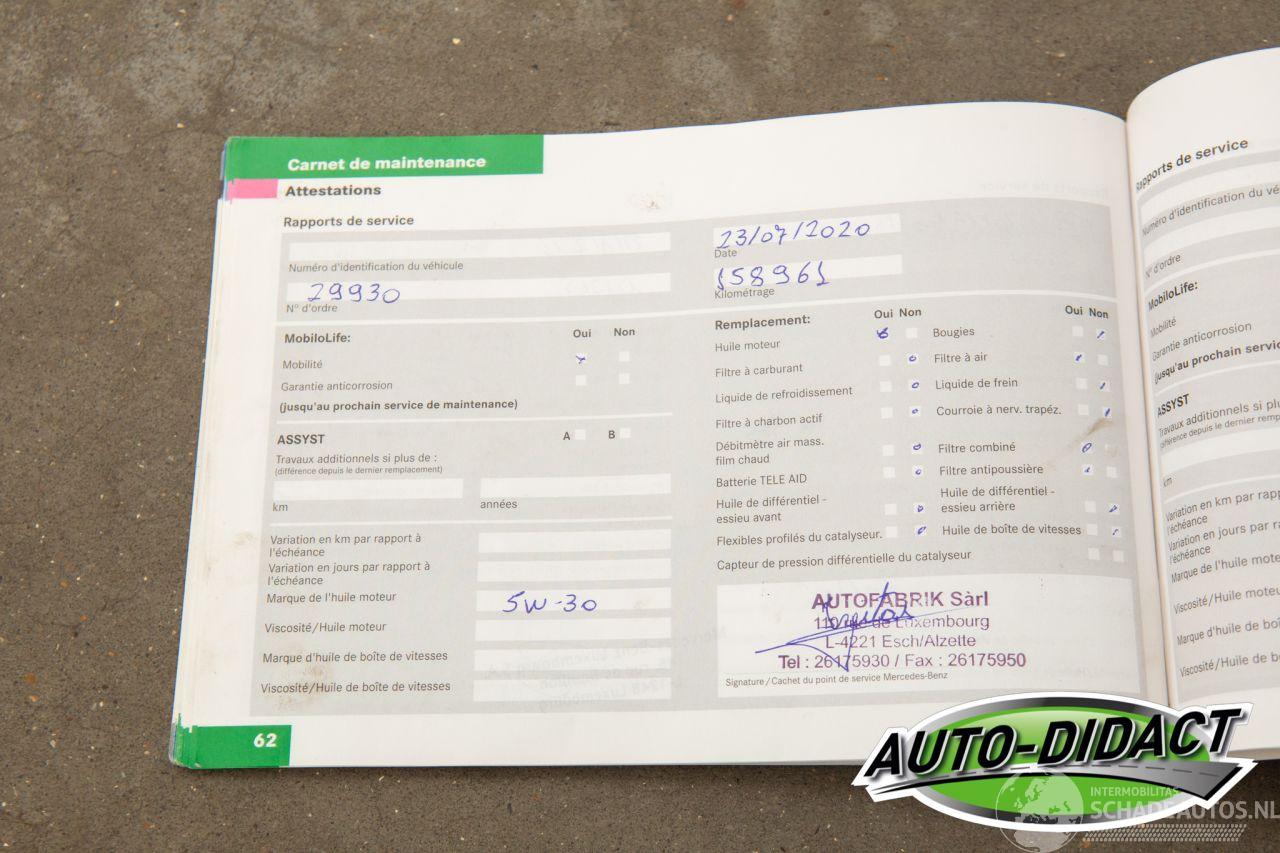 Carnet de maintenance
Attestations
Rapports de service
Numéro d'identification du véhicule
29930
N° d'ordre
23/07/2020
Date
158961
Kilométrage
MobiloLife:
Oui Non
Mobilité
Garantie anticorrosion
(jusqu'au prochain service de maintenance)
ASSYST
A B
Travaux additionnels si plus de :
(différence depuis le dernier remplacement)
km
années
Variation en km par rapport à
l'échéance
Variation en jours par rapport à
l'échéance
Marque de l'huile moteur
5W-30
Viscosité/Huile moteur
Marque d'huile de boîte de vitesses
Viscosité/Huile de boîte de vitesses
62
Remplacement:
Oui Non
Oui Non
Huile moteur
Bougies
Filtre à carburant
Filtre à air
Liquide de refroidissement
Liquide de frein
Filtre à charbon actif
Courroie à nerv. trapéz.
Débitmètre air mass.
film chaud
Filtre combiné
Batterie TELE AID
Filtre antipoussière
Huile de différentiel -
essieu avant
Huile de différentiel -
essieu arrière
Flexibles profilés du catalyseur.
Huile de boîte de vitesses
Capteur de pression différentielle du catalyseur
AUTOFABRIK Sàrl
110 rue de Luxembourg
L-4221 Esch/Alzette
Tel : 26175930 / Fax : 26175950
Signature/Cachet du point de service Mercedes-Benz
Rapports de service
Numéro d'identification du
N° d'ordre
MobiloLife:
Mobilité
Garantie anticorrosion
(jusqu'au prochain
ASSYST
Travaux additionnels si plus
(différence depuis le dernier
km
Variation en km par
l'échéance
Variation en jours par
l'échéance
Marque de l'huile
Viscosité/Huile
Marque d'huile de
Viscosité/Huile de
AUTO-DIDACT
INTERMOBILITAS
SCHADEAUTOS.NL